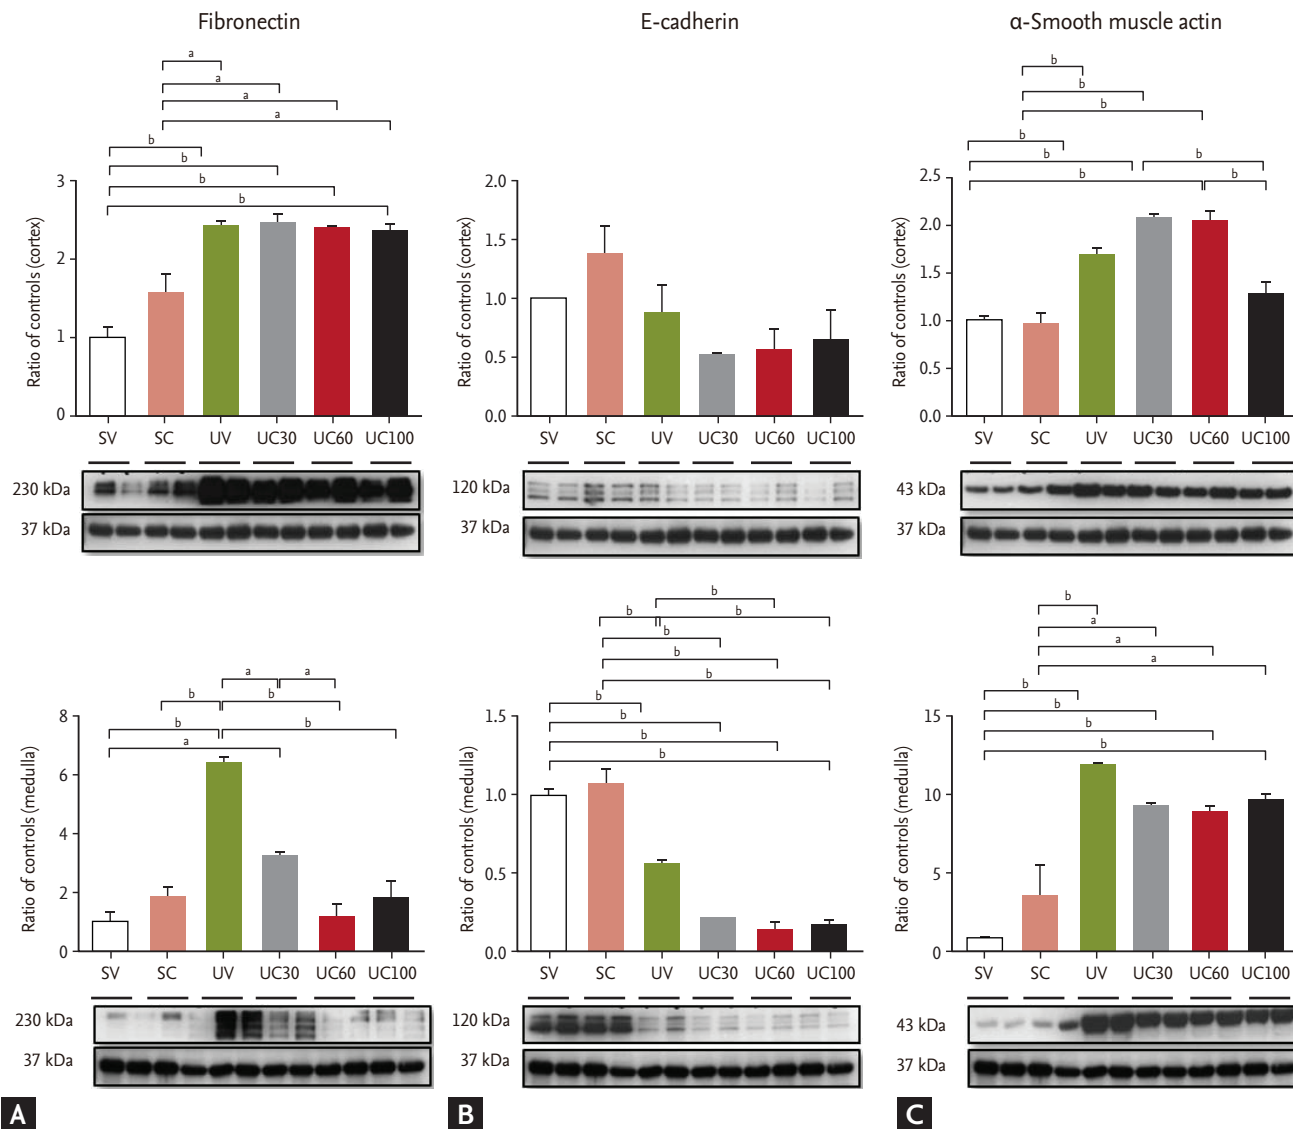 Fibronectin
a
a
a
a
b
b
b
b
Ratio of controls (cortex)
3
2
1
0
SV SC UV UC30 UC60 UC100
230 kDa
37 kDa
a a
b b
b b
a
Ratio of controls (medulla)
8
6
4
2
0
SV SC UV UC30 UC60 UC100
230 kDa
37 kDa
A
E-cadherin
Ratio of controls (cortex)
2.0
1.5
1.0
0.5
0.0
SV SC UV UC30 UC60 UC100
120 kDa
37 kDa
b
b b
b
b
b
b
b
b
b
Ratio of controls (medulla)
1.5
1.0
0.5
0.0
SV SC UV UC30 UC60 UC100
120 kDa
37 kDa
B
α-Smooth muscle actin
b
b
b
b
b b
b b
Ratio of controls (cortex)
2.5
2.0
1.5
1.0
0.5
0.0
SV SC UV UC30 UC60 UC100
43 kDa
37 kDa
b
a
a
a
b
b
b
b
Ratio of controls (medulla)
15
10
5
0
SV SC UV UC30 UC60 UC100
43 kDa
37 kDa
C